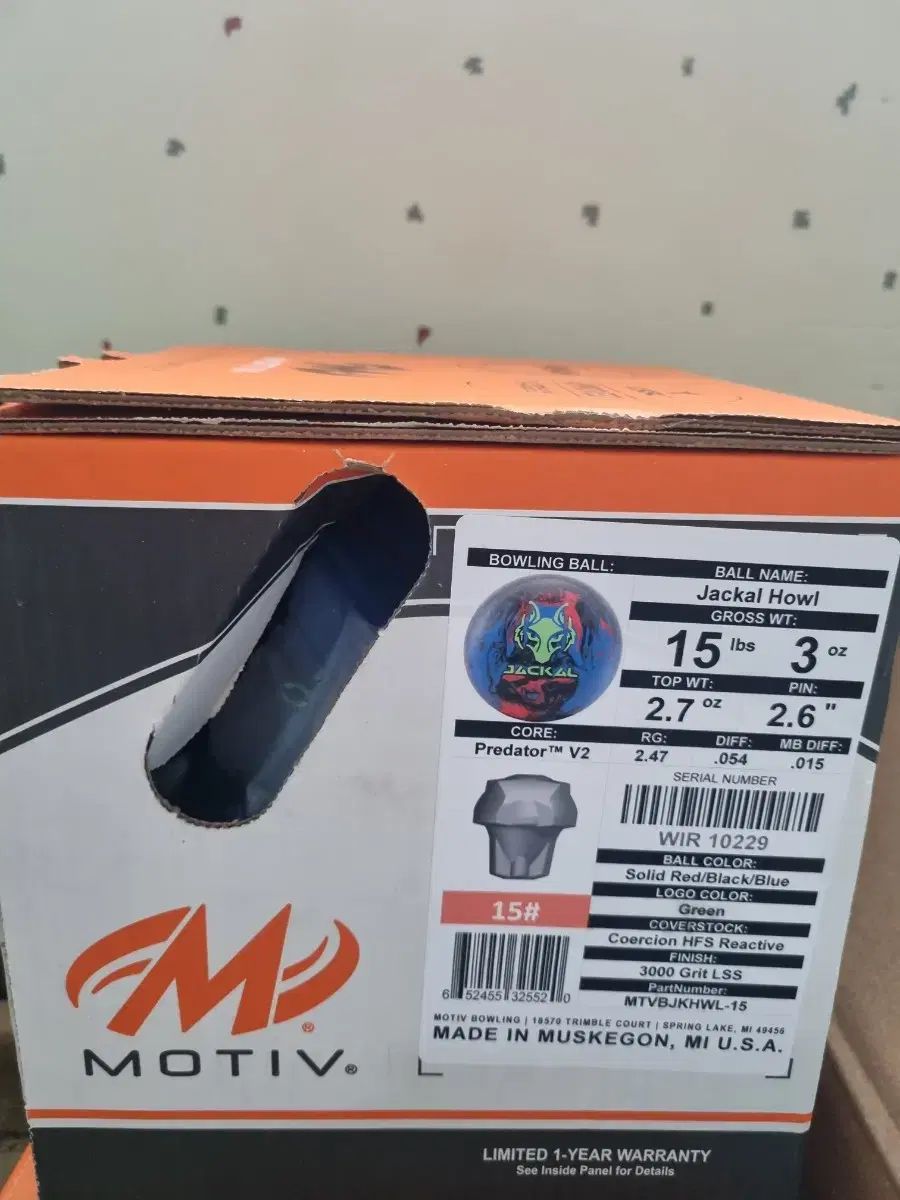 BOWLING BALL:
BALL NAME:
Jackal Howl
GROSS WT:
15 lbs 3 oz
JACKAL
TOP WT: PIN:
2.7 oz 2.6 "
CORE: RG: DIFF: MB DIFF:
Predator™ V2 2.47 .054 .015
SERIAL NUMBER
WIR 10229
BALL COLOR:
Solid Red/Black/Blue
LOGO COLOR:
Green
COVERSTOCK:
Coercion HFS Reactive
FINISH:
3000 Grit LSS
PartNumber:
MTVBJKHWL-15
15#
6 52455 32552 0
MOTIV BOWLING | 18570 TRIMBLE COURT | SPRING LAKE, MI 49456
MADE IN MUSKEGON, MI U.S.A.
M®
MOTIV®
LIMITED 1-YEAR WARRANTY
See Inside Panel for Details